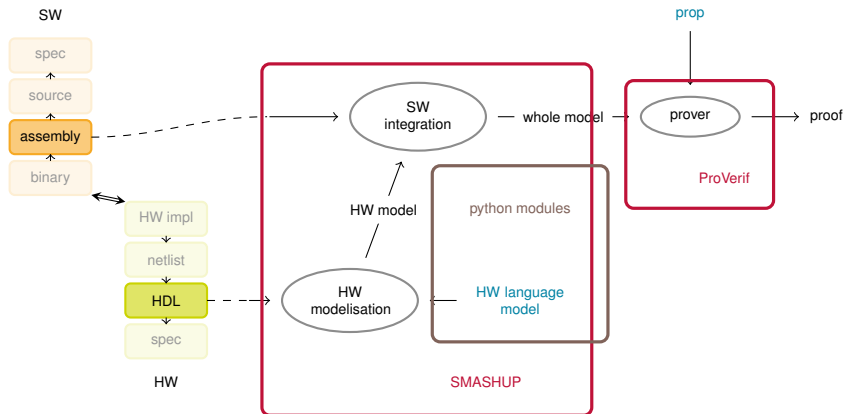 SW
spec
source
assembly
binary
HW impl
netlist
HDL
spec
HW
SW
integration
HW model
HW
modelisation
python modules
HW language
model
SMASHUP
whole model
prop
prover
ProVerif
proof